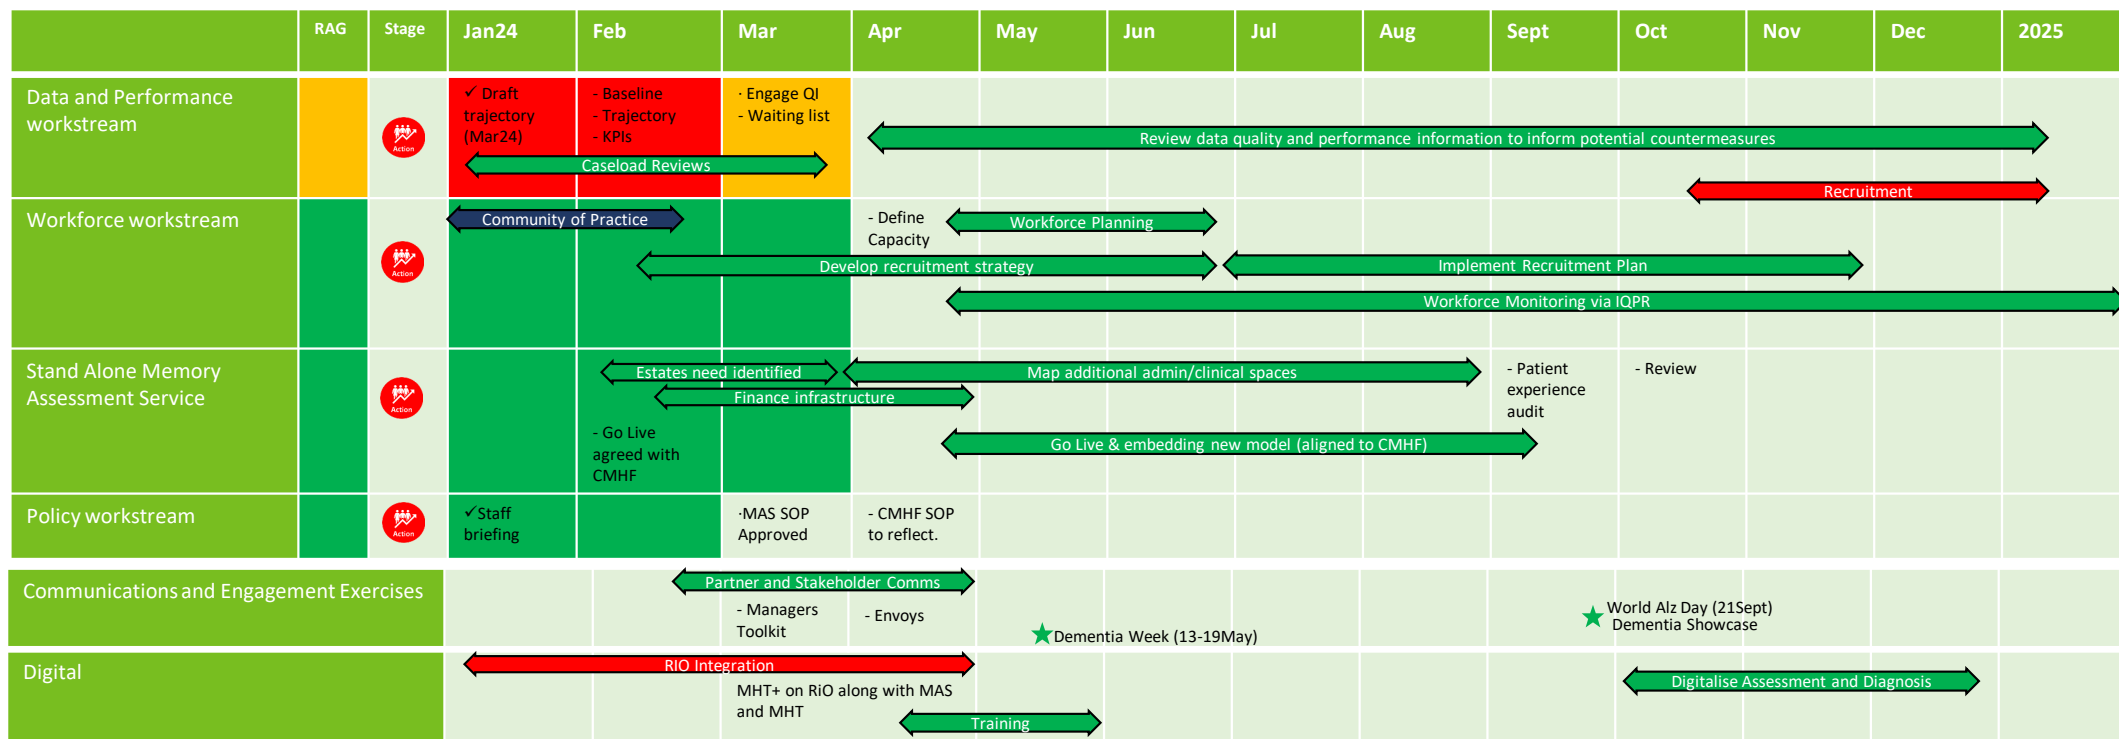 RAG Stage Jan24 Feb Mar Apr May Jun Jul Aug Sept Oct Nov Dec 2025
Data and Performance
workstream
Action
✓ Draft
trajectory
(Mar24)
- Baseline
- Trajectory
- KPIs
· Engage QI
- Waiting list
Caseload Reviews
Review data quality and performance information to inform potential countermeasures
Recruitment
Workforce workstream
Action
Community of Practice
- Define
Capacity
Workforce Planning
Develop recruitment strategy
Implement Recruitment Plan
Workforce Monitoring via IQPR
Stand Alone Memory
Assessment Service
Action
Estates need identified
Map additional admin/clinical spaces
Finance infrastructure
- Go Live
agreed with
CMHF
Go Live & embedding new model (aligned to CMHF)
- Patient
experience
audit
- Review
Policy workstream
Action
✓Staff
briefing
·MAS SOP
Approved
- CMHF SOP
to reflect.
Communications and Engagement Exercises
Partner and Stakeholder Comms
- Managers
Toolkit
- Envoys
Dementia Week (13-19May)
World Alz Day (21Sept)
Dementia Showcase
Digital
RIO Integration
MHT+ on RiO along with MAS
and MHT
Training
Digitalise Assessment and Diagnosis